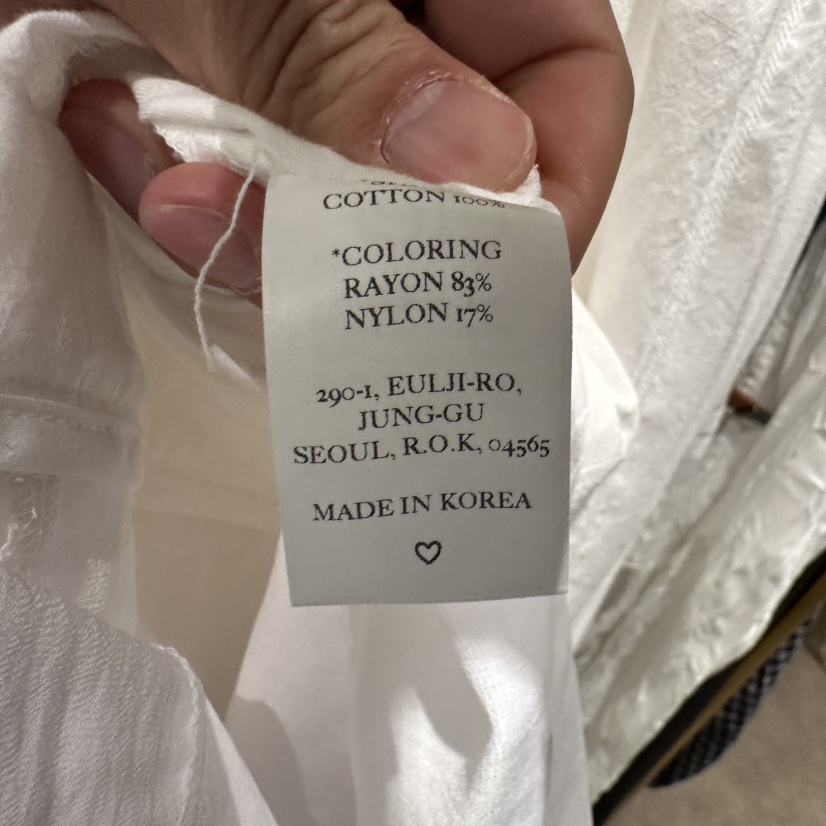 COTTON 100%
*COLORING
RAYON 83%
NYLON 17%
290-1, EULJI-RO,
JUNG-GU
SEOUL, R.O.K, 04565
MADE IN KOREA